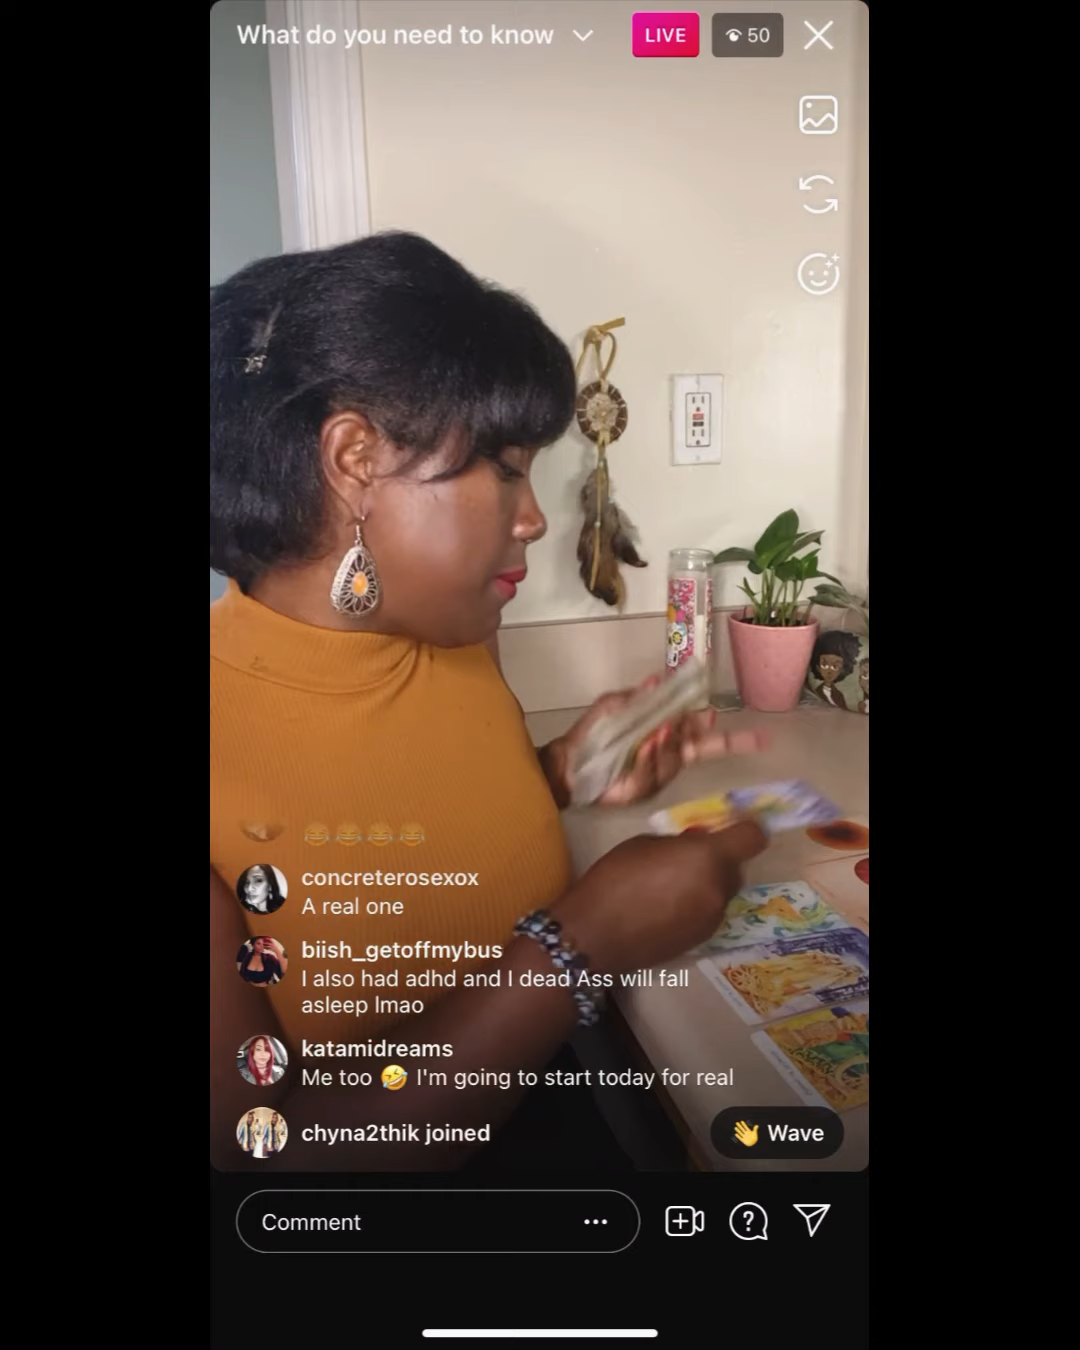 What do you need to know
LIVE
50
😂😂😂😂
concreterosexox
A real one
biish_getoffmybus
I also had adhd and I dead Ass will fall
asleep lmao
katamidreams
Me too 🤣 I'm going to start today for real
chyna2thik joined
👋 Wave
Comment